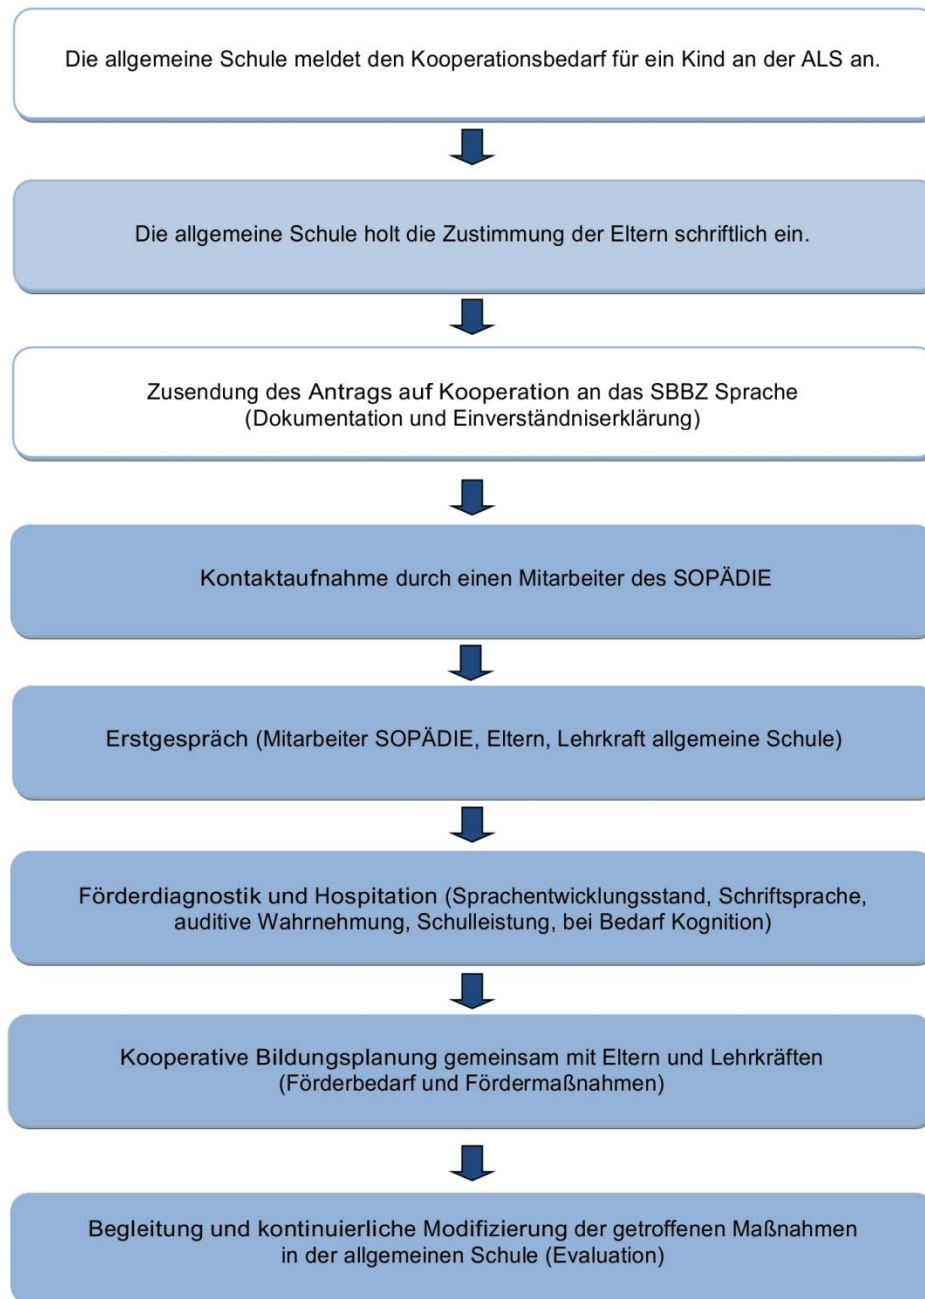 Die allgemeine Schule meldet den Kooperationsbedarf für ein Kind an der ALS an.
Die allgemeine Schule holt die Zustimmung der Eltern schriftlich ein.
Zusendung des Antrags auf Kooperation an das SBBZ Sprache
(Dokumentation und Einverständniserklärung)
Kontaktaufnahme durch einen Mitarbeiter des SOPÄDIE
Erstgespräch (Mitarbeiter SOPÄDIE, Eltern, Lehrkraft allgemeine Schule)
Förderdiagnostik und Hospitation (Sprachentwicklungsstand, Schriftsprache,
auditive Wahrnehmung, Schulleistung, bei Bedarf Kognition)
Kooperative Bildungsplanung gemeinsam mit Eltern und Lehrkräften
(Förderbedarf und Fördermaßnahmen)
Begleitung und kontinuierliche Modifizierung der getroffenen Maßnahmen
in der allgemeinen Schule (Evaluation)